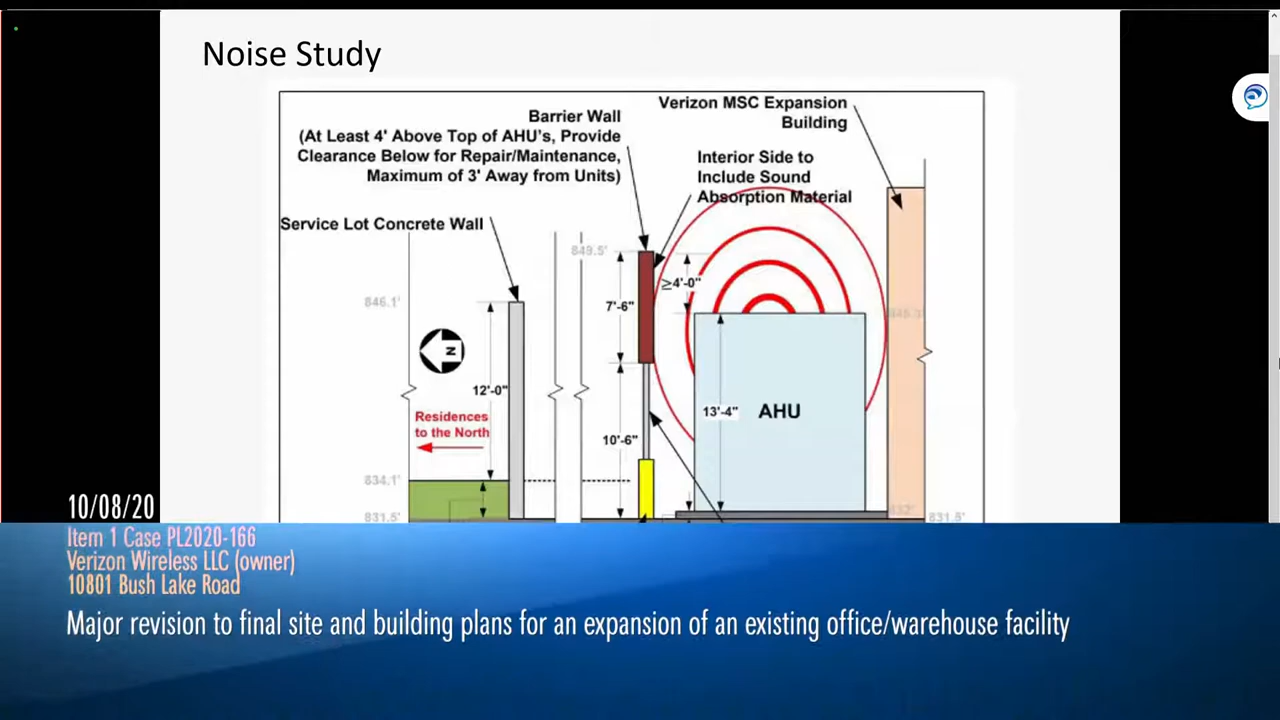 Noise Study
Verizon MSC Expansion
Building
Barrier Wall
(At Least 4' Above Top of AHU's, Provide
Clearance Below for Repair/Maintenance,
Maximum of 3' Away from Units)
Interior Side to
Include Sound
Absorption Material
Service Lot Concrete Wall
849.5'
≥4'-0"
846.1'
7'-6"
N
12'-0"
13'-4"
AHU
Residences
to the North
10'-6"
834.1'
831.5'
832'
831.5'
10/08/20
Item 1 Case PL2020-166
Verizon Wireless LLC (owner)
10801 Bush Lake Road
Major revision to final site and building plans for an expansion of an existing office/warehouse facility